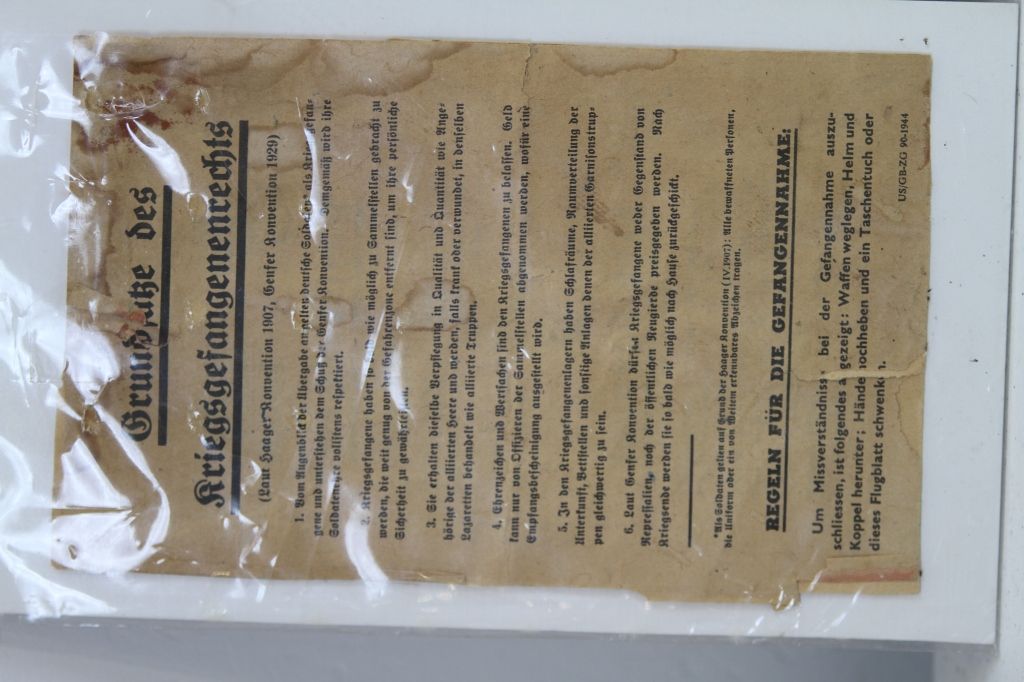 Grundsätze des
Kriegsgefangenenrechts
(Laut Haager Konvention 1907, Genfer Konvention 1929)
1. Vom Augenblick der Übergabe an gelten deutsche Soldaten* als Kriegsgefan-
gene und unterstehen dem Schutz der Genfer Konvention. Demgemäß wird ihre
Soldatenehre vollstens respektiert.
2. Kriegsgefangene haben so bald wie möglich zu Sammelstellen gebracht zu
werden, die weit genug von der Gefahrenzone entfernt sind, um ihre persönliche
Sicherheit zu gewährleisten.
3. Sie erhalten dieselbe Verpflegung in Qualität und Quantität wie Ange-
hörige der alliierten Heere und werden, falls krank oder verwundet, in denselben
Lazaretten behandelt wie alliierte Truppen.
4. Ehrenzeichen und Wertsachen sind den Kriegsgefangenen zu belassen. Geld
kann nur von Offizieren der Sammelstellen abgenommen werden, wofür eine
Empfangsbescheinigung ausgestellt wird.
5. In den Kriegsgefangenenlagern haben Schlafräume, Raumverteilung der
Unterkunft, Bettstellen und sonstige Anlagen denen der alliierten Garnisonstrup-
pen gleichwertig zu sein.
6. Laut Genfer Konvention dürfen Kriegsgefangene weder Gegenstand von
Repressalien, noch der öffentlichen Neugierde preisgegeben werden. Nach
Kriegsende werden sie so bald wie möglich nach Hause zurückgeschickt.
*Als Soldaten gelten auf Grund der Haager Konvention (IV.1907): Alle bewaffneten Personen,
die Uniform oder ein von Weitem erkennbares Abzeichen tragen.
REGELN FÜR DIE GEFANGENNAHME:
Um Missverständnisse bei der Gefangennahme auszu-
schliessen, ist folgendes angezeigt: Waffen weglegen, Helm und
Koppel herunter; Hände hochheben und ein Taschentuch oder
dieses Flugblatt schwenken.
US/GB-ZG 90-1944